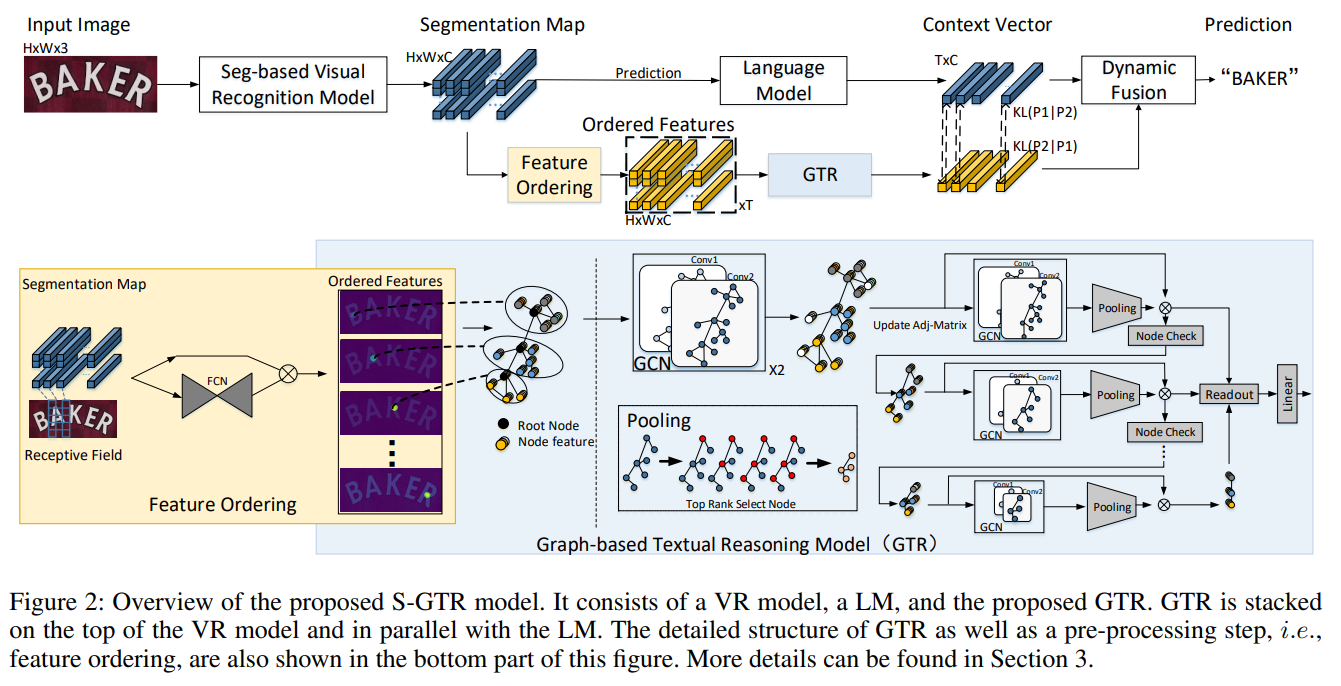 Input Image
Segmentation Map
Context Vector
Prediction
HxWx3
BAKER
Seg-based Visual
Recognition Model
HxWxC
Prediction
Language
Model
TxC
Dynamic
Fusion
“BAKER”
KL(P1|P2)
KL(P2|P1)
Ordered Features
Feature
Ordering
HxWxC
xT
GTR
Segmentation Map
FCN
BAKER
Receptive Field
Feature Ordering
Ordered Features
BAKER
BAKER
BAKER
BAKER
Root Node
Node feature
Conv1
Conv2
GCN
X2
Pooling
Top Rank Select Node
Update Adj-Matrix
Conv1
Conv2
GCN
Pooling
Node Check
Conv1
Conv2
GCN
Pooling
Node Check
Readout
Linear
Conv1
Conv2
GCN
Pooling
Graph-based Textual Reasoning Model（GTR）
Figure 2: Overview of the proposed S-GTR model. It consists of a VR model, a LM, and the proposed GTR. GTR is stacked
on the top of the VR model and in parallel with the LM. The detailed structure of GTR as well as a pre-processing step, i.e.,
feature ordering, are also shown in the bottom part of this figure. More details can be found in Section 3.